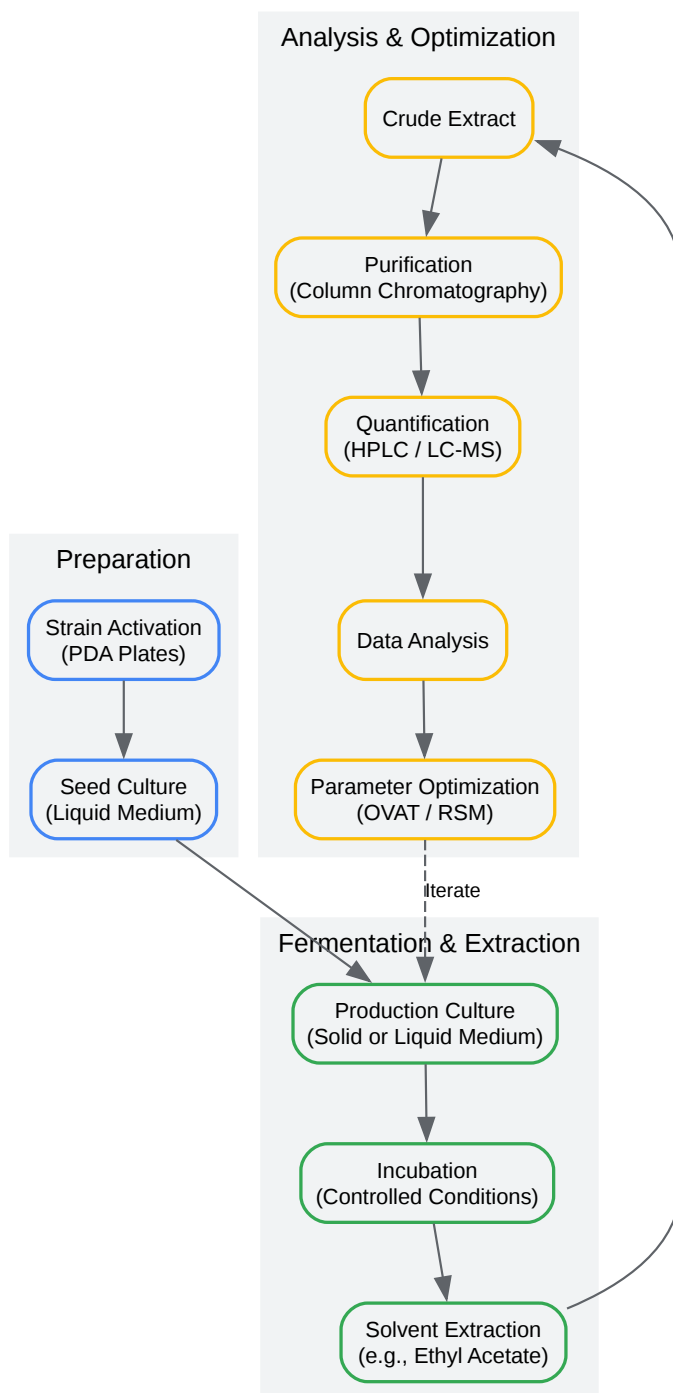 Analysis & Optimization
Crude Extract
Purification
(Column Chromatography)
Quantification
(HPLC / LC-MS)
Data Analysis
Parameter Optimization
(OVAT / RSM)
Iterate
Preparation
Strain Activation
(PDA Plates)
Seed Culture
(Liquid Medium)
Fermentation & Extraction
Production Culture
(Solid or Liquid Medium)
Incubation
(Controlled Conditions)
Solvent Extraction
(e.g., Ethyl Acetate)